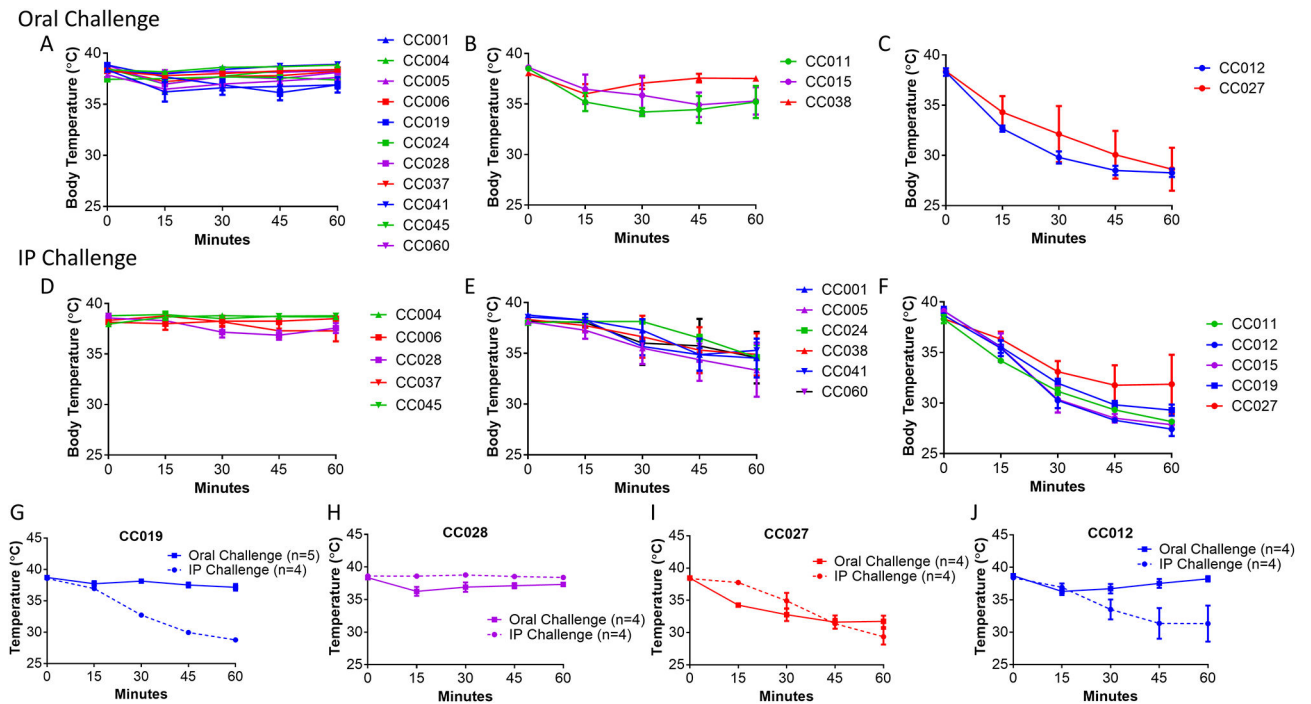 Oral Challenge
A
40
35
30
25
Body Temperature (°C)
0 15 30 45 60
Minutes
CC001
CC004
CC005
CC006
CC019
CC024
CC028
CC037
CC041
CC045
CC060
B
40
35
30
25
Body Temperature (°C)
0 15 30 45 60
Minutes
CC011
CC015
CC038
C
40
35
30
25
Body Temperature (°C)
0 15 30 45 60
Minutes
CC012
CC027
IP Challenge
D
40
35
30
25
Body Temperature (°C)
0 15 30 45 60
Minutes
CC004
CC006
CC028
CC037
CC045
E
40
35
30
25
Body Temperature (°C)
0 15 30 45 60
Minutes
CC001
CC005
CC024
CC038
CC041
CC060
F
40
35
30
25
Body Temperature (°C)
0 15 30 45 60
Minutes
CC011
CC012
CC015
CC019
CC027
G
CC019
45
40
35
30
25
Temperature (°C)
0 15 30 45 60
Minutes
Oral Challenge (n=5)
IP Challenge (n=4)
H
CC028
45
40
35
30
25
Temperature (°C)
0 15 30 45 60
Minutes
Oral Challenge (n=4)
IP Challenge (n=4)
I
CC027
45
40
35
30
25
Temperature (°C)
0 15 30 45 60
Minutes
Oral Challenge (n=4)
IP Challenge (n=4)
J
CC012
45
40
35
30
25
Temperature (°C)
0 15 30 45 60
Minutes
Oral Challenge (n=4)
IP Challenge (n=4)